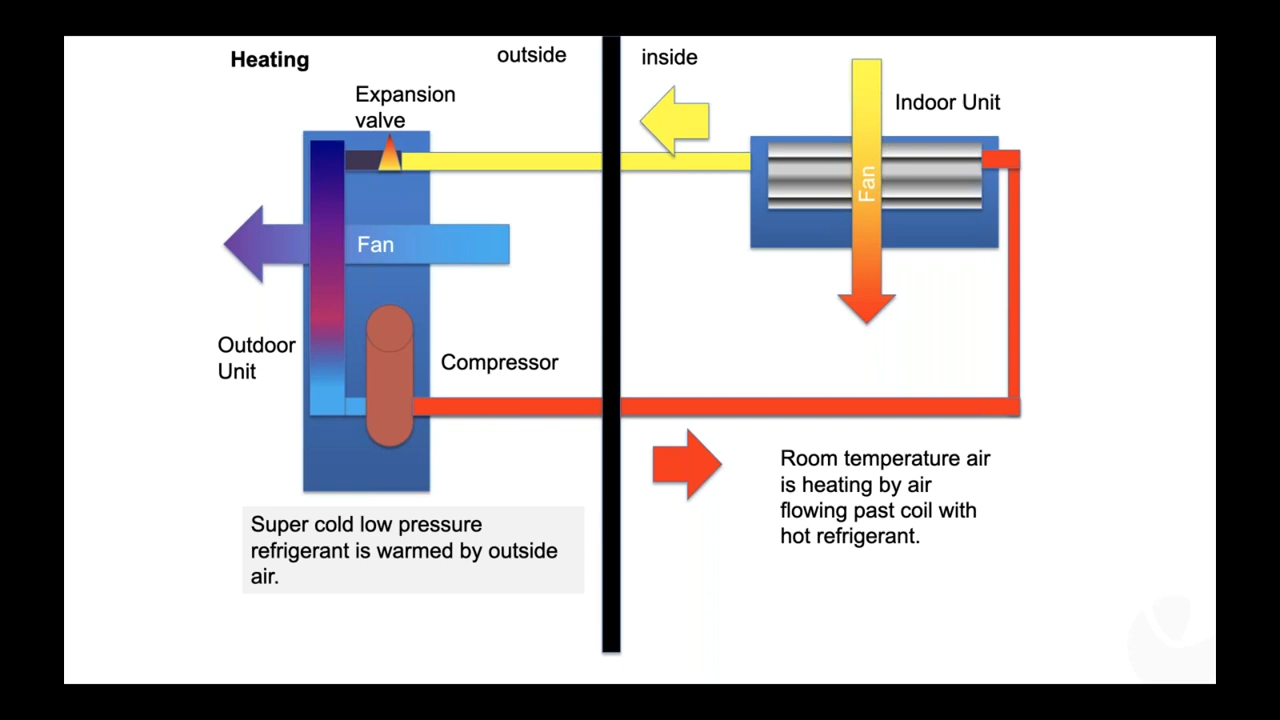 Heating
outside
inside
Expansion
valve
Indoor Unit
Fan
Fan
Outdoor
Unit
Compressor
Room temperature air
is heating by air
flowing past coil with
hot refrigerant.
Super cold low pressure
refrigerant is warmed by outside
air.